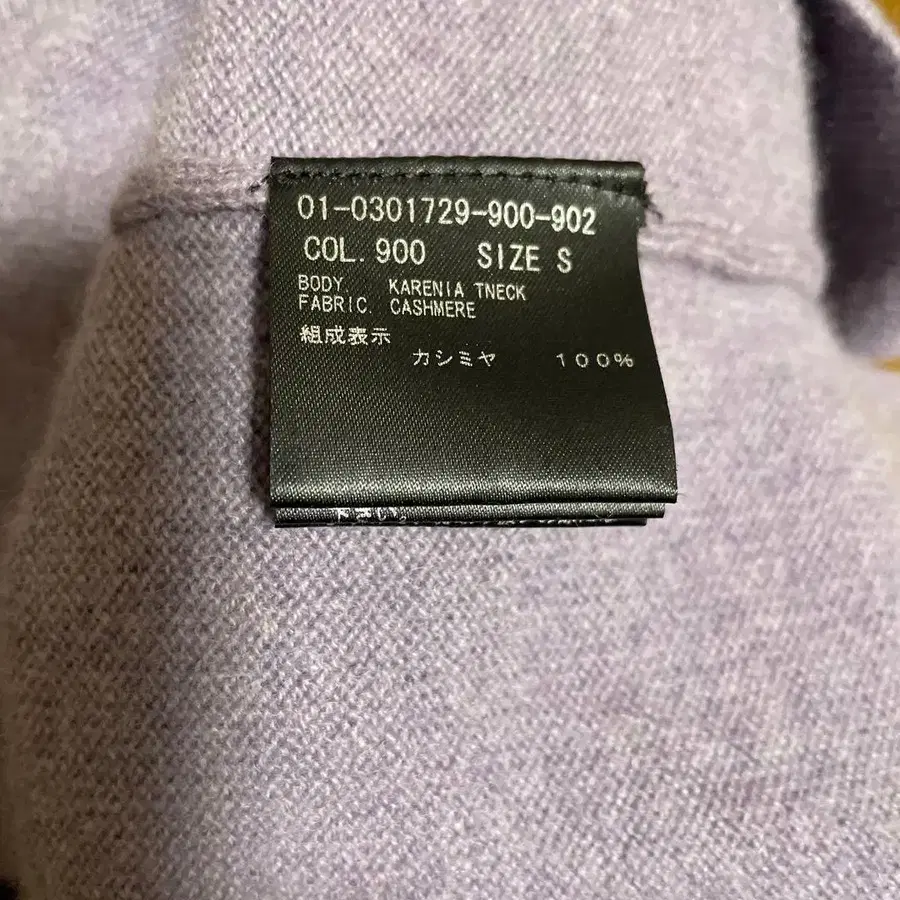 01-0301729-900-902
COL. 900 SIZE S
BODY. KARENIA TNECK
FABRIC. CASHMERE
組成表示
カシミヤ 100%